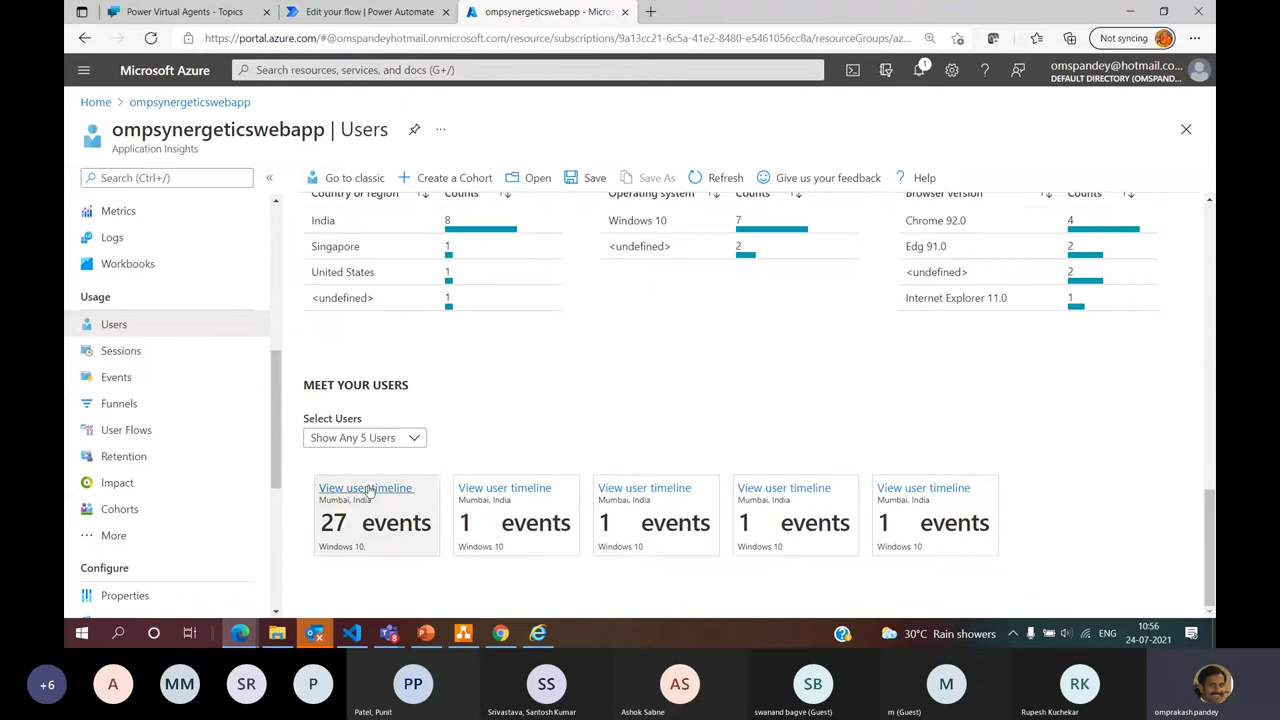 Power Virtual Agents - Topics
Edit your flow | Power Automate
ompsynergeticswebapp - Micros
https://portal.azure.com/#@omspandeyhotmail.onmicrosoft.com/resource/subscriptions/9a13cc21-6c5a-41e2-8480-e5461056cc8a/resourceGroups/az...
Not syncing
Microsoft Azure
Search resources, services, and docs (G+/)
1
omspandey@hotmail.co...
DEFAULT DIRECTORY (OMSPAND...
Home > ompsynergeticswebapp
ompsynergeticswebapp | Users
Application Insights
Search (Ctrl+/)
Go to classic
Create a Cohort
Open
Save
Save As
Refresh
Give us your feedback
Help
Metrics
Logs
Workbooks
Usage
Users
Sessions
Events
Funnels
User Flows
Retention
Impact
Cohorts
More
Configure
Properties
Country or region Counts
India 8
Singapore 1
United States 1
<undefined> 1
Operating system Counts
Windows 10 7
<undefined> 2
Browser version Counts
Chrome 92.0 4
Edg 91.0 2
<undefined> 2
Internet Explorer 11.0 1
MEET YOUR USERS
Select Users
Show Any 5 Users
View user timeline
Mumbai, India
27 events
Windows 10,
View user timeline
Mumbai, India
1 events
Windows 10
View user timeline
Mumbai, India
1 events
Windows 10
View user timeline
Mumbai, India
1 events
Windows 10
View user timeline
Mumbai, India
1 events
Windows 10
8
30°C Rain showers
ENG
10:56
24-07-2021
+6
A
MM
SR
P
PP
Patel, Punit
SS
Srivastava, Santosh Kumar
AS
Ashok Sabne
SB
swanand bagve (Guest)
M
m (Guest)
RK
Rupesh Kuchekar
omprakash pandey